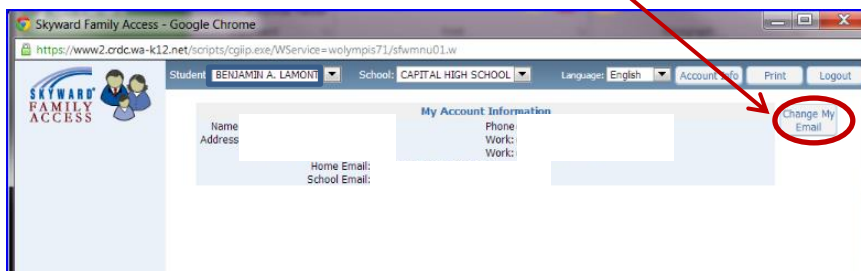 Skyward Family Access - Google Chrome
https://www2.crdc.wa-k12.net/scripts/cgiip.exe/WService=wolympis71/sfwmnu01.w
Student BENJAMIN A. LAMONT School: CAPITAL HIGH SCHOOL Language: English Account Info Print Logout
SKYWARD
FAMILY
ACCESS
My Account Information
Change My
Email
Name
Phone
Address
Work:
Work:
Home Email:
School Email: